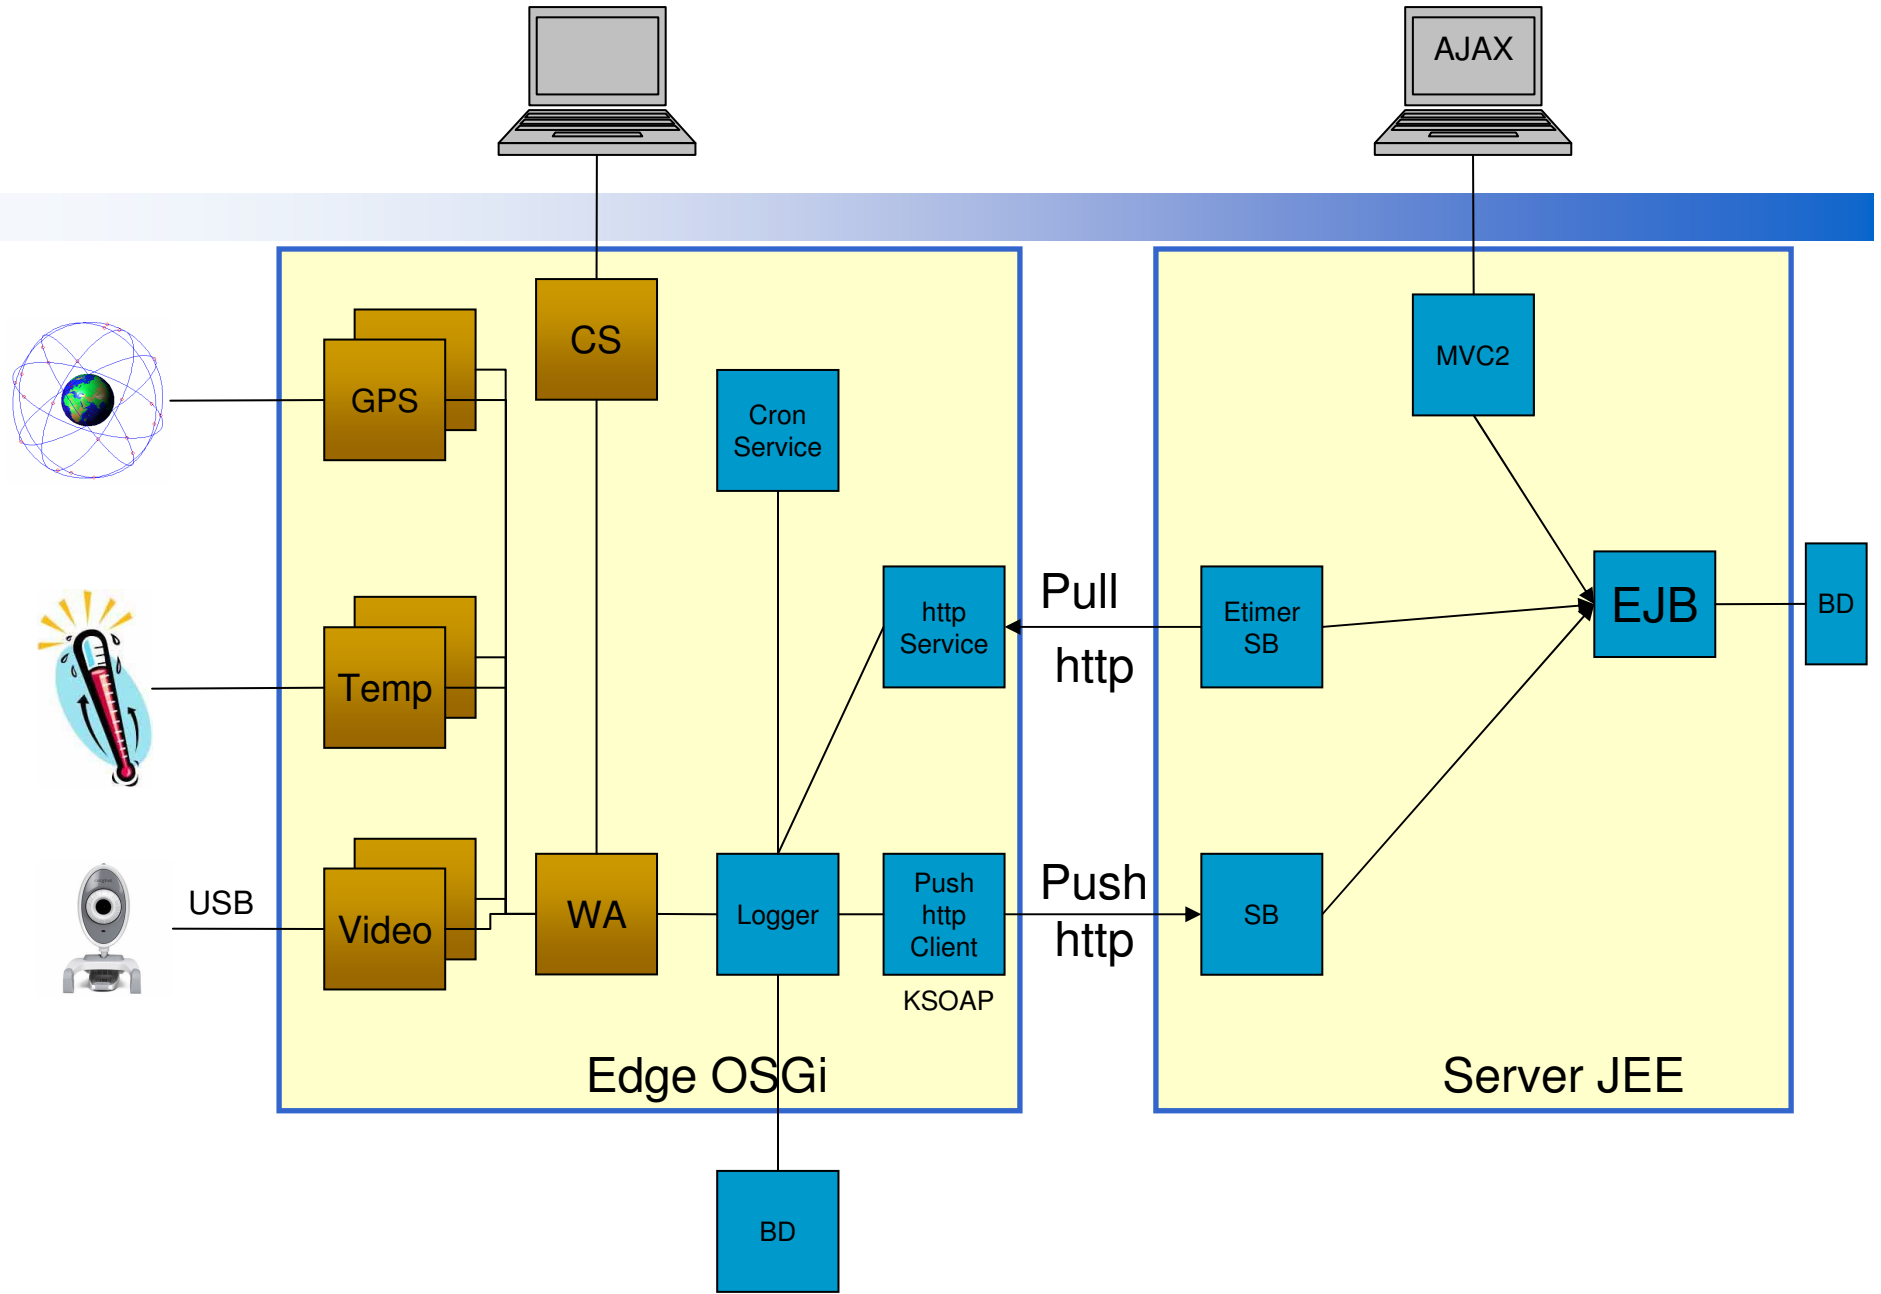 AJAX
CS
GPS
MVC2
Cron
Service
http
Service
Pull
http
Etimer
SB
EJB
BD
Temp
USB
Video
WA
Logger
Push
http
Client
KSOAP
Push
http
SB
Edge OSGi
Server JEE
BD